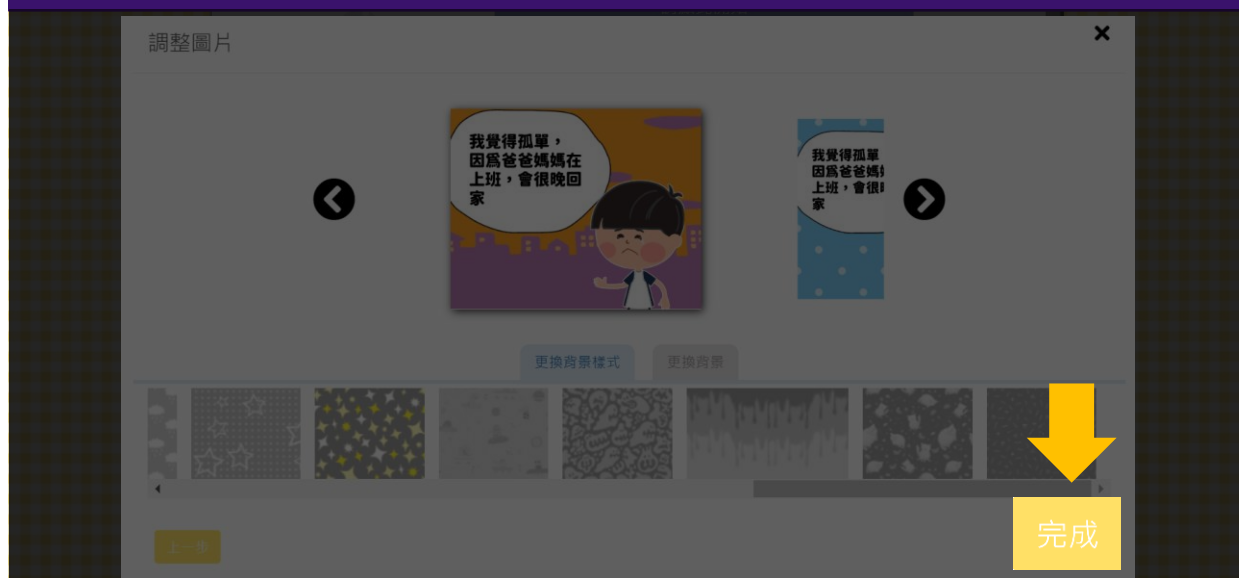 調整圖片
我覺得孤單，
因爲爸爸媽媽在
上班，會很晚回
家
我覺得孤單
因爲爸爸媽
上班，會很
家
更換背景樣式
更換背景
上一步
完成